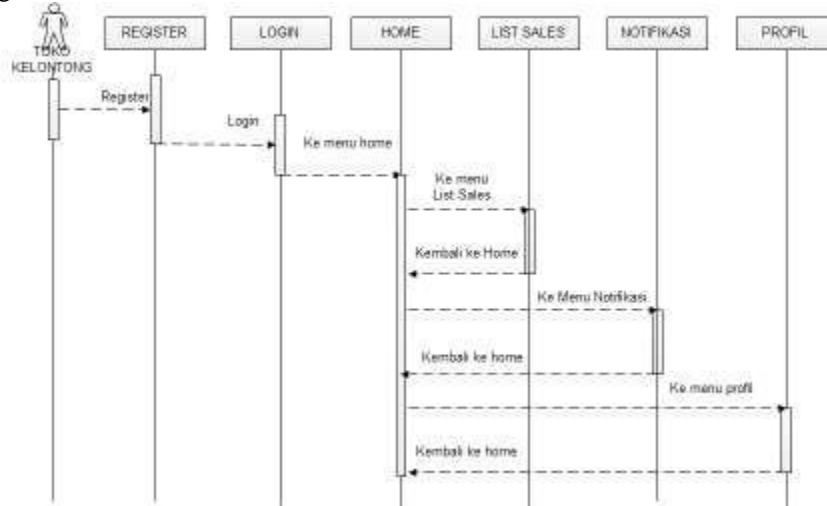 REGISTER
LOGIN
HOME
LIST SALES
NOTIFIKASI
PROFIL
TOKO
KELONTONG
Register
Login
Ke menu home
Ke menu
List Sales
Kembali ke Home
Ke Menu Notifikasi
Kembali ke home
Ke menu profil
Kembali ke home